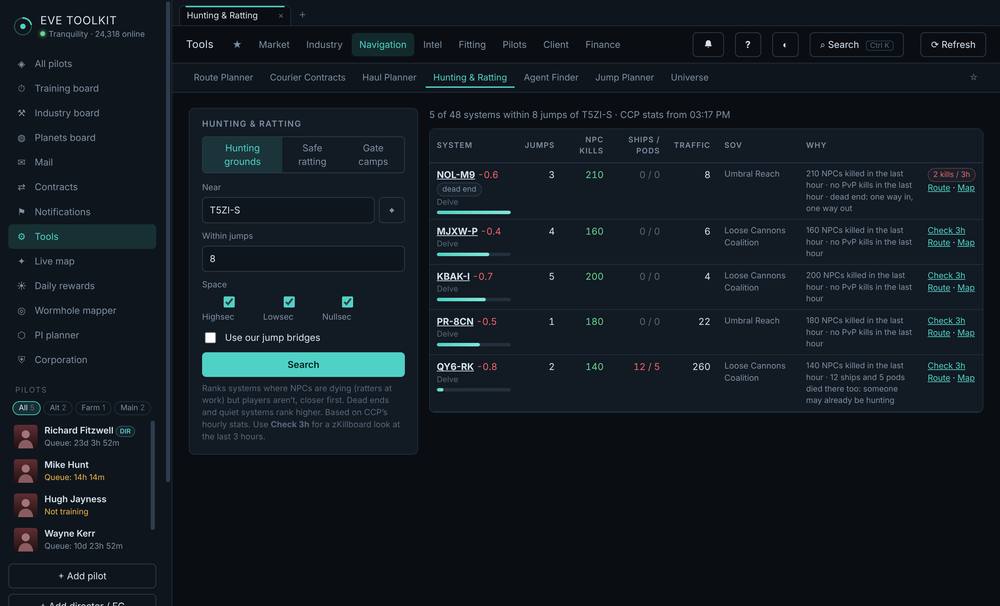 Hunting & Ratting × +
EVE TOOLKIT
Tranquility · 24,318 online
All pilots
Training board
Industry board
Planets board
Mail
Contracts
Notifications
Tools
Live map
Daily rewards
Wormhole mapper
PI planner
Corporation
PILOTS
All 5 Alt 2 Farm 1 Main 2
Richard Fitzwell DIR
Queue: 23d 3h 52m
Mike Hunt
Queue: 14h 14m
Hugh Jayness
Not training
Wayne Kerr
Queue: 10d 23h 52m
+ Add pilot
+ Add director / FC
Tools ★ Market Industry Navigation Intel Fitting Pilots Client Finance ? Search Ctrl K Refresh
Route Planner Courier Contracts Haul Planner Hunting & Ratting Agent Finder Jump Planner Universe
HUNTING & RATTING
Hunting grounds
Safe ratting
Gate camps
Near
T5ZI-S
Within jumps
8
Space
Highsec Lowsec Nullsec
Use our jump bridges
Search
Ranks systems where NPCs are dying (ratters at
work) but players aren't, closer first. Dead ends
and quiet systems rank higher. Based on CCP's
hourly stats. Use Check 3h for a zKillboard look at
the last 3 hours.
5 of 48 systems within 8 jumps of T5ZI-S · CCP stats from 03:17 PM
SYSTEM JUMPS NPC KILLS SHIPS / PODS TRAFFIC SOV WHY
NOL-M9 -0.6 3 210 0 / 0 8 Umbral Reach
dead end
Delve
210 NPCs killed in the last
hour · no PvP kills in the last
hour · dead end: one way in,
one way out
2 kills / 3h
Route · Map
MJXW-P -0.4 4 160 0 / 0 6 Loose Cannons
Coalition
Delve
160 NPCs killed in the last
hour · no PvP kills in the last
hour
Check 3h
Route · Map
KBAK-I -0.7 5 200 0 / 0 4 Loose Cannons
Coalition
Delve
200 NPCs killed in the last
hour · no PvP kills in the last
hour
Check 3h
Route · Map
PR-8CN -0.5 1 180 0 / 0 22 Umbral Reach
Delve
180 NPCs killed in the last
hour · no PvP kills in the last
hour
Check 3h
Route · Map
QY6-RK -0.8 2 140 12 / 5 260 Loose Cannons
Coalition
Delve
140 NPCs killed in the last
hour · 12 ships and 5 pods
died there too: someone
may already be hunting
Check 3h
Route · Map